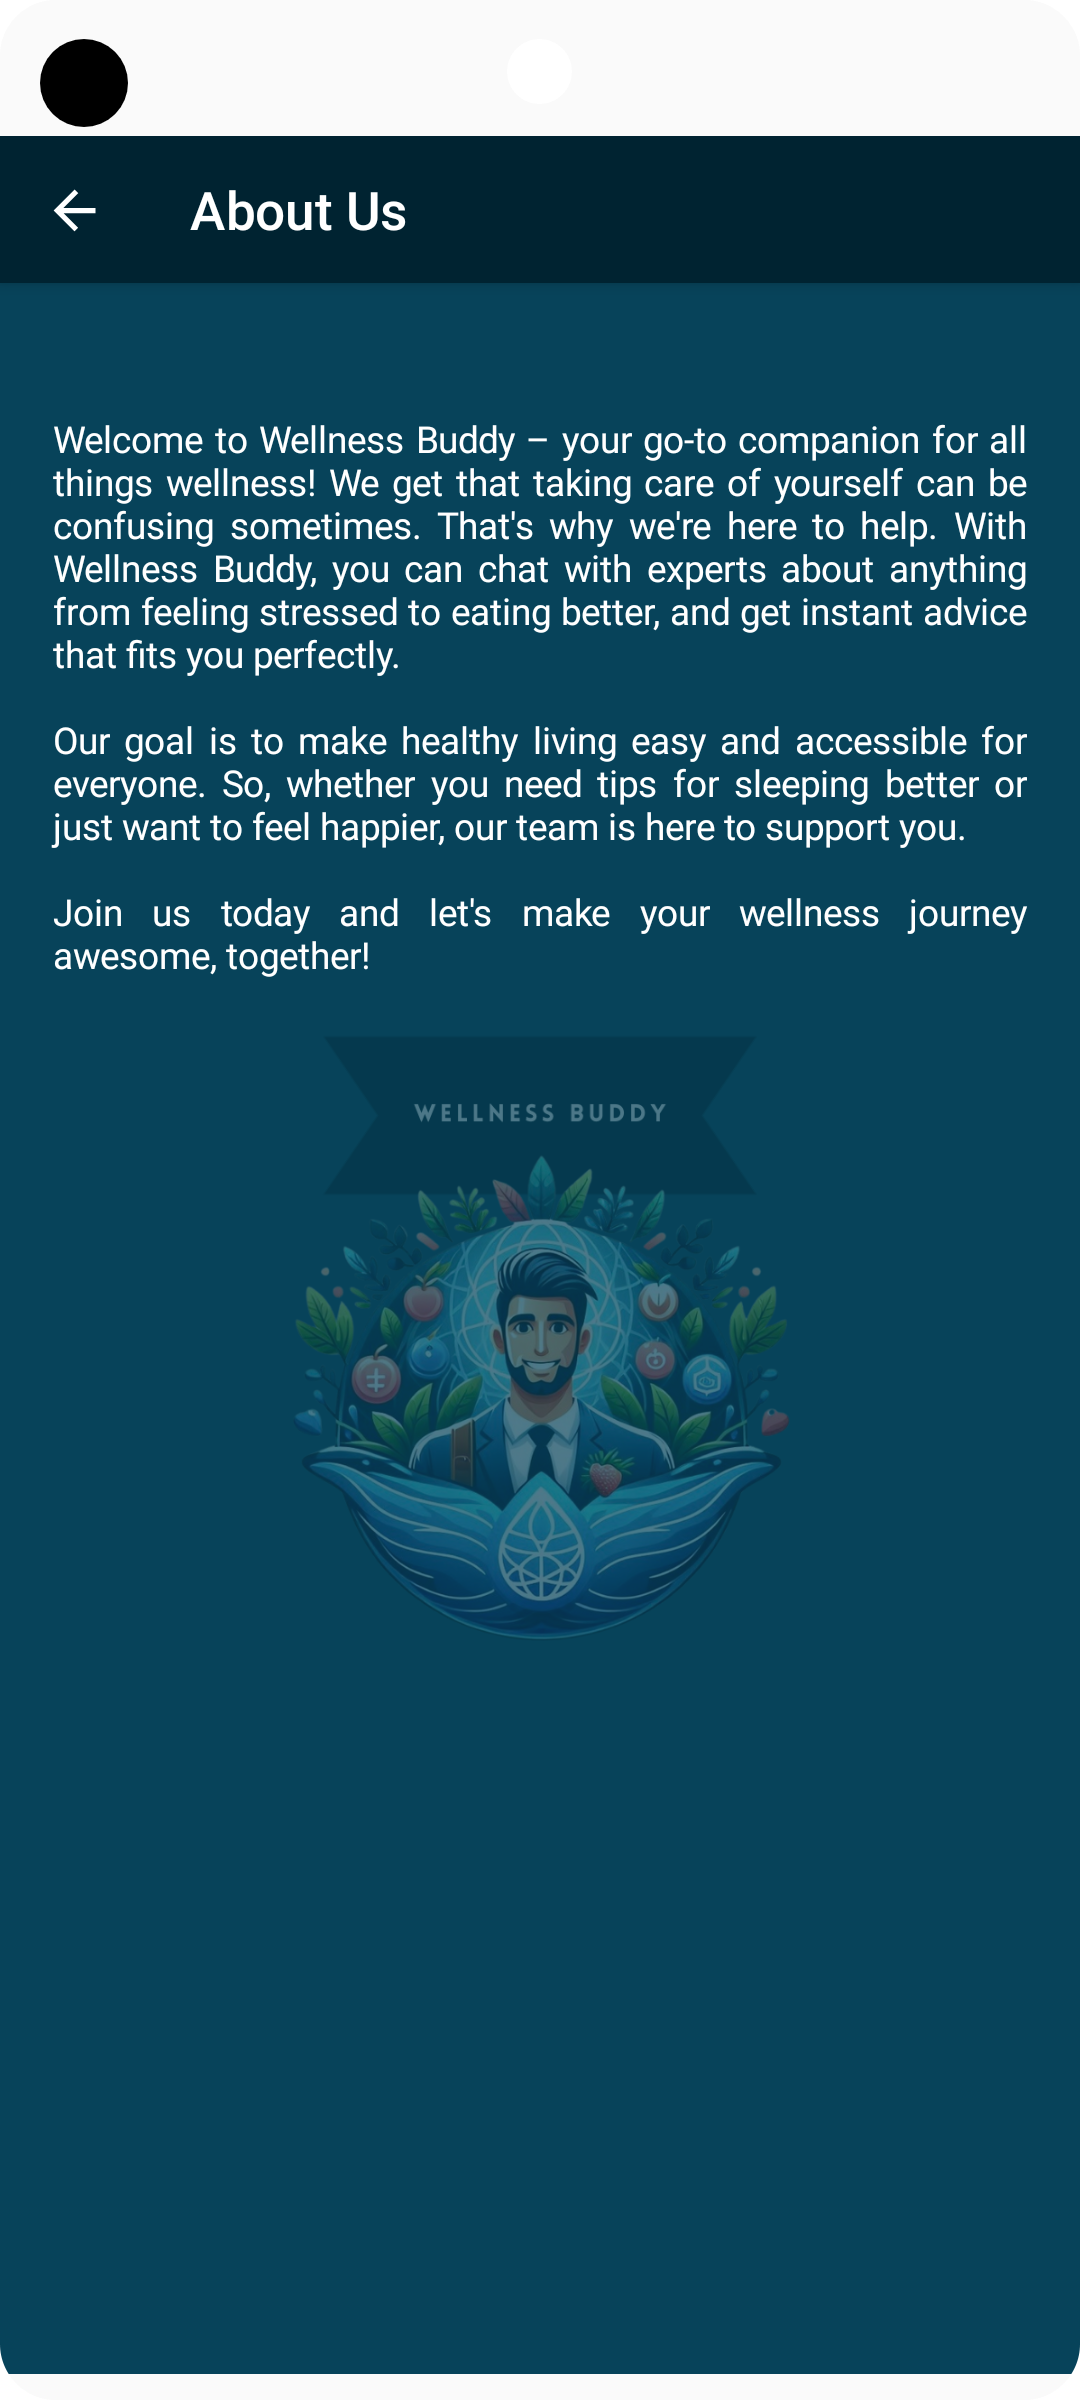 About Us
Welcome to Wellness Buddy – your go-to companion for all
things wellness! We get that taking care of yourself can be
confusing sometimes. That's why we're here to help. With
Wellness Buddy, you can chat with experts about anything
from feeling stressed to eating better, and get instant advice
that fits you perfectly.
Our goal is to make healthy living easy and accessible for
everyone. So, whether you need tips for sleeping better or
just want to feel happier, our team is here to support you.
Join us today and let's make your wellness journey
awesome, together!
WELLNESS BUDDY